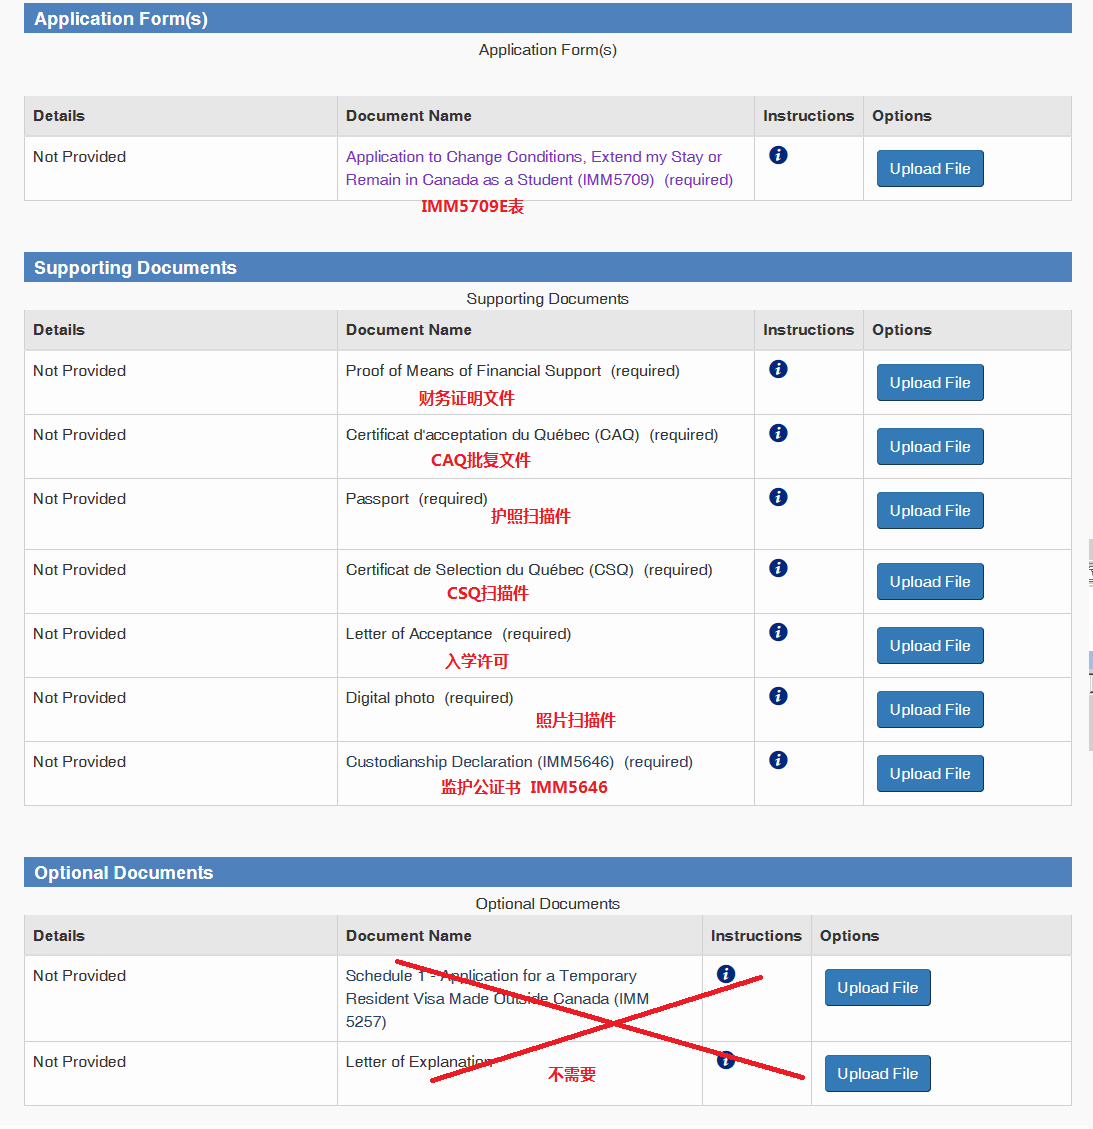 Application Form(s)
Application Form(s)
Details Document Name Instructions Options
Not Provided Application to Change Conditions, Extend my Stay or Upload File
Remain in Canada as a Student (IMM5709) (required)
IMM5709E表
Supporting Documents
Supporting Documents
Details Document Name Instructions Options
Not Provided Proof of Means of Financial Support (required) Upload File
财务证明文件
Not Provided Certificat d'acceptation du Québec (CAQ) (required) Upload File
CAQ批复文件
Not Provided Passport (required) Upload File
护照扫描件
Not Provided Certificat de Selection du Québec (CSQ) (required) Upload File
CSQ扫描件
Not Provided Letter of Acceptance (required) Upload File
入学许可
Not Provided Digital photo (required) Upload File
照片扫描件
Not Provided Custodianship Declaration (IMM5646) (required) Upload File
监护公证书 IMM5646
Optional Documents
Optional Documents
Details Document Name Instructions Options
Not Provided Schedule 1 - Application for a Temporary Upload File
Resident Visa Made Outside Canada (IMM
5257)
Not Provided Letter of Explanation Upload File
不需要